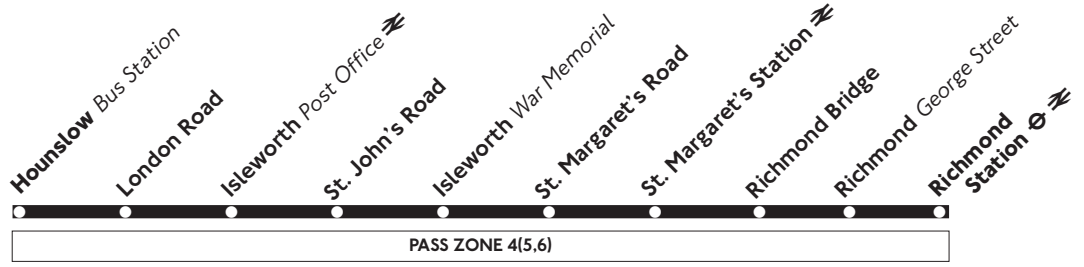 Hounslow Bus Station
London Road
Isleworth Post Office
St. John's Road
Isleworth War Memorial
St. Margaret's Road
St. Margaret's Station
Richmond Bridge
Richmond George Street
Richmond
Station
PASS ZONE 4(5,6)